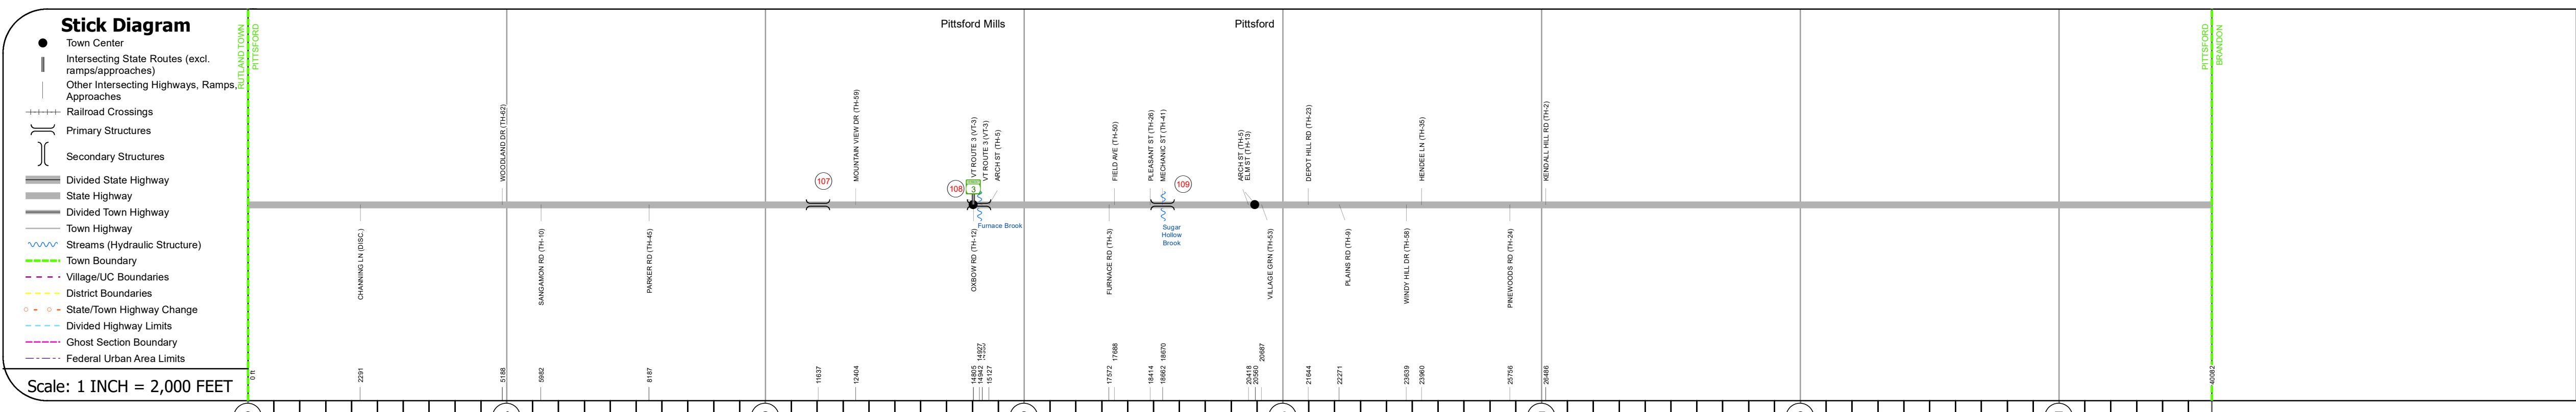 Stick Diagram
Town Center
Intersecting State Routes (excl.
ramps/approaches)
Other Intersecting Highways, Ramps,
Approaches
Railroad Crossings
Primary Structures
Secondary Structures
Divided State Highway
State Highway
Divided Town Highway
Town Highway
Streams (Hydraulic Structure)
Town Boundary
Village/UC Boundaries
District Boundaries
State/Town Highway Change
Divided Highway Limits
Ghost Section Boundary
Federal Urban Area Limits
Scale: 1 INCH = 2,000 FEET
RUTLAND TOWN
PITTSFORD
Pittsford Mills
Pittsford
PITTSFORD
BRANDON
WOODLAND DR (TH-62)
MOUNTAIN VIEW DR (TH-59)
VT ROUTE 3 (VT-3)
VT ROUTE 3 (VT-3)
ARCH ST (TH-5)
FIELD AVE (TH-50)
PLEASANT ST (TH-26)
MECHANIC ST (TH-41)
ARCH ST (TH-5)
ELM ST (TH-13)
DEPOT HILL RD (TH-23)
HENDEE LN (TH-35)
KENDALL HILL RD (TH-2)
107
108
3
109
Furnace Brook
Sugar
Hollow
Brook
CHANNING LN (DISC.)
SANGAMON RD (TH-10)
PARKER RD (TH-45)
OXBOW RD (TH-12)
FURNACE RD (TH-3)
VILLAGE GRN (TH-53)
PLAINS RD (TH-9)
WINDY HILL DR (TH-58)
PINEWOODS RD (TH-24)
0 ft
2291
5188
5982
8187
11637
12404
14805
14927
14942
15127
17572
17688
18414
18662
18670
20418
20560
20687
21644
22271
23639
23960
25756
26486
40082